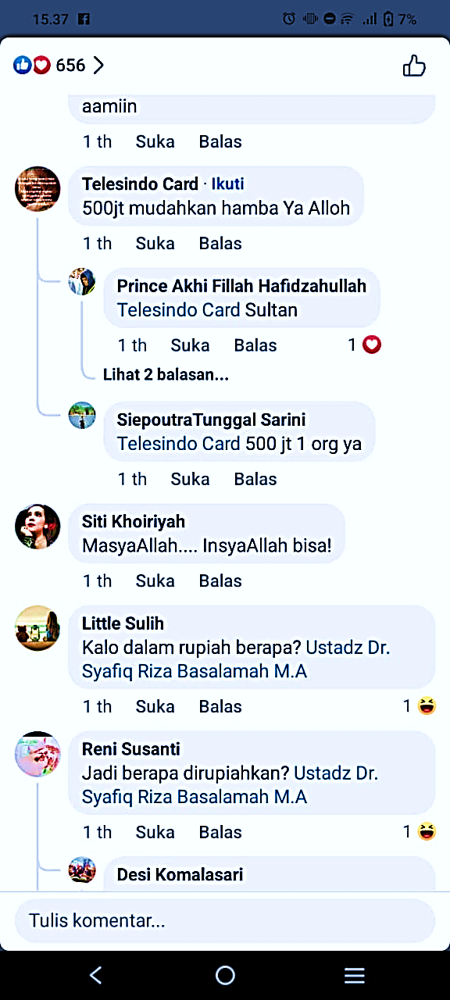 15.37
7%
656
aamiin
1 th Suka Balas
Telesindo Card · Ikuti
500jt mudahkan hamba Ya Alloh
1 th Suka Balas
Prince Akhi Fillah Hafidzahullah
Telesindo Card Sultan
1 th Suka Balas 1
Lihat 2 balasan...
SiepoutraTunggal Sarini
Telesindo Card 500 jt 1 org ya
1 th Suka Balas
Siti Khoiriyah
MasyaAllah.... InsyaAllah bisa!
1 th Suka Balas
Little Sulih
Kalo dalam rupiah berapa? Ustadz Dr.
Syafiq Riza Basalamah M.A
1 th Suka Balas 1
Reni Susanti
Jadi berapa dirupiahkan? Ustadz Dr.
Syafiq Riza Basalamah M.A
1 th Suka Balas 1
Desi Komalasari
Tulis komentar...